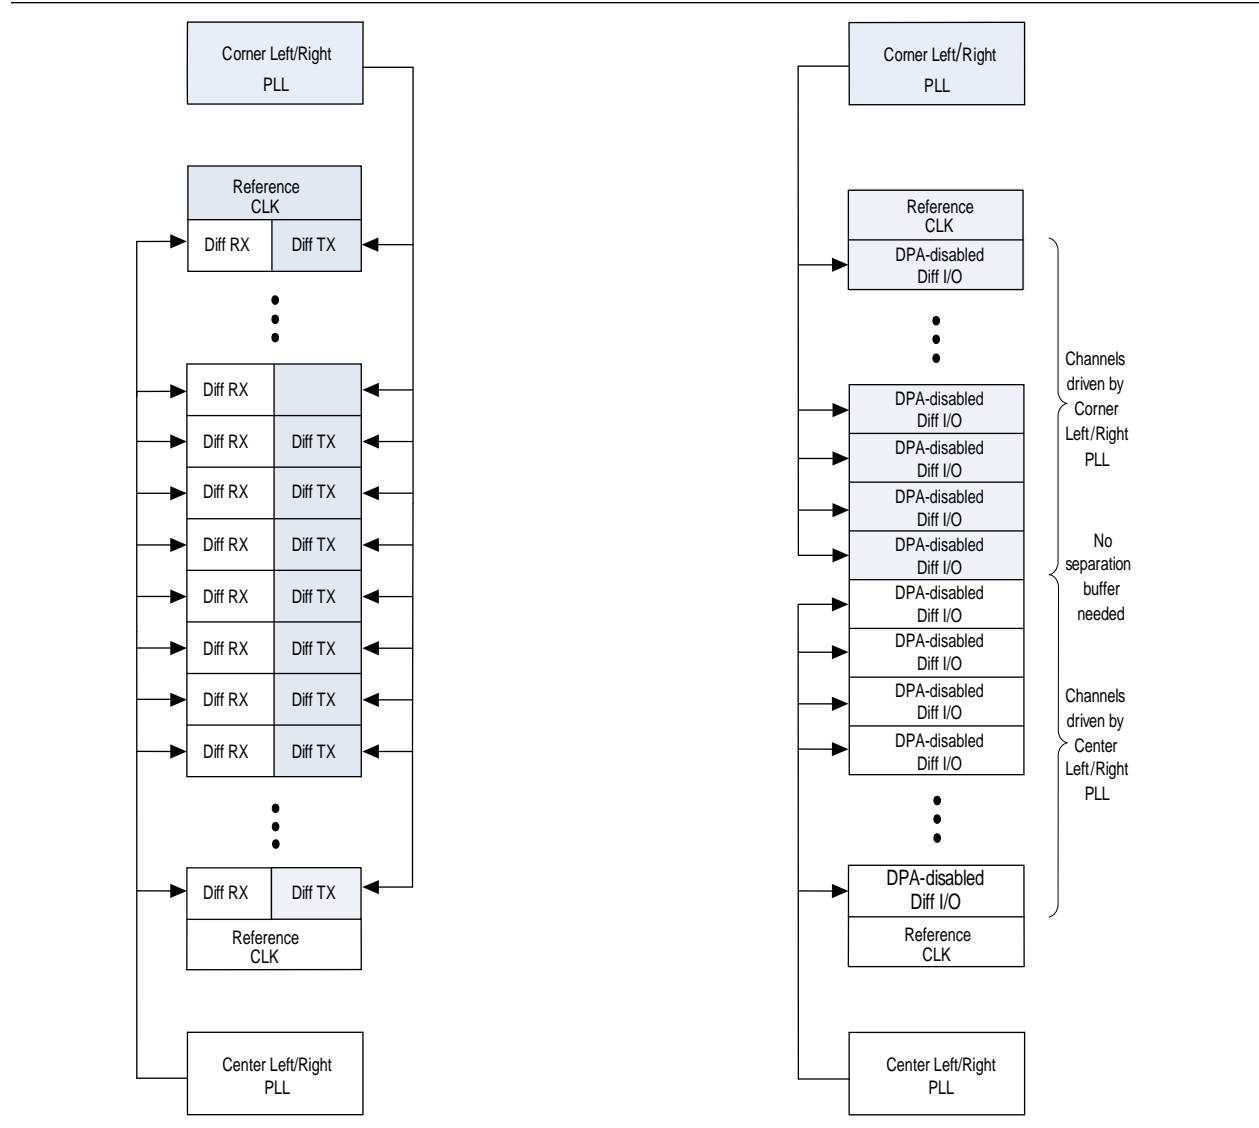 Corner Left/Right
PLL
Reference
CLK
Diff RX
Diff TX
Diff RX
Diff RX
Diff TX
Diff RX
Diff TX
Diff RX
Diff TX
Diff RX
Diff TX
Diff RX
Diff TX
Diff RX
Diff TX
Diff RX
Diff TX
Diff RX
Diff TX
Reference
CLK
Center Left/Right
PLL
Corner Left/Right
PLL
Reference
CLK
DPA-disabled
Diff I/O
DPA-disabled
Diff I/O
DPA-disabled
Diff I/O
DPA-disabled
Diff I/O
DPA-disabled
Diff I/O
DPA-disabled
Diff I/O
DPA-disabled
Diff I/O
DPA-disabled
Diff I/O
DPA-disabled
Diff I/O
DPA-disabled
Diff I/O
Reference
CLK
Center Left/Right
PLL
Channels
driven by
Corner
Left/Right
PLL
No
separation
buffer
needed
Channels
driven by
Center
Left/Right
PLL